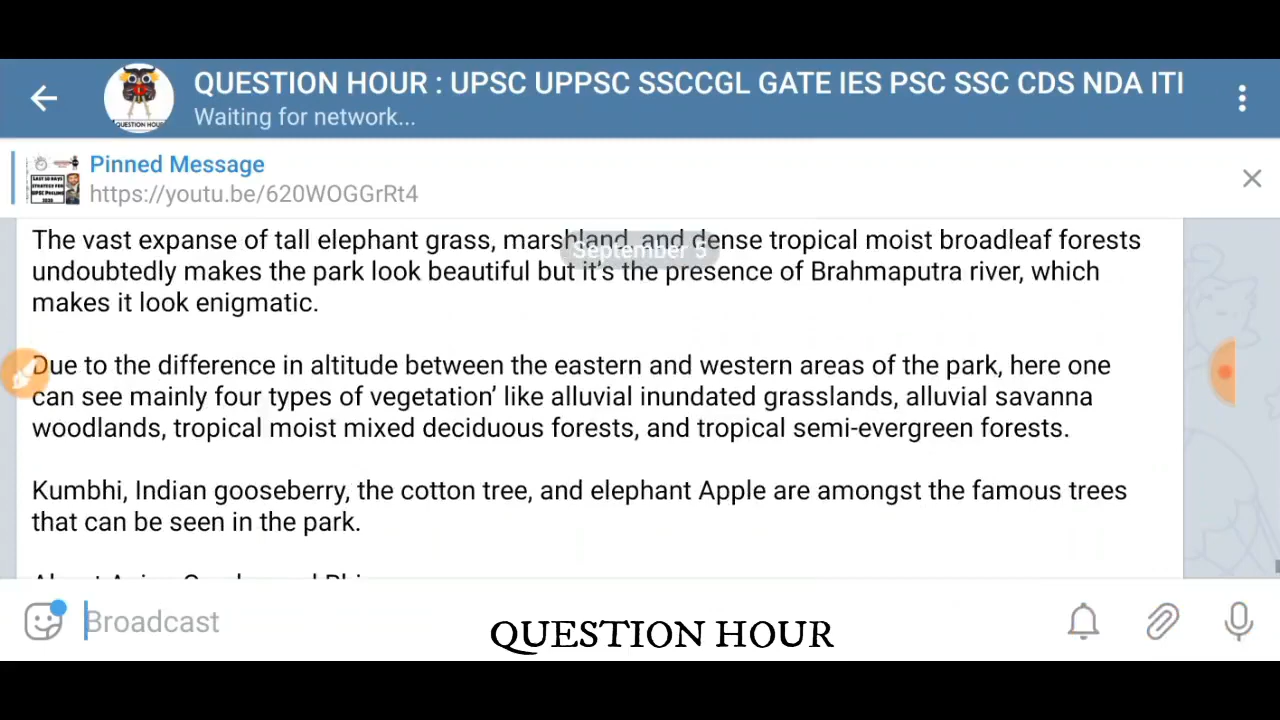 QUESTION HOUR : UPSC UPPSC SSCCGL GATE IES PSC SSC CDS NDA ITI
Waiting for network...
QUESTION HOUR
Pinned Message
https://youtu.be/620WOGGrRt4
September 5
The vast expanse of tall elephant grass, marshland, and dense tropical moist broadleaf forests
undoubtedly makes the park look beautiful but it's the presence of Brahmaputra river, which
makes it look enigmatic.
Due to the difference in altitude between the eastern and western areas of the park, here one
can see mainly four types of vegetation’ like alluvial inundated grasslands, alluvial savanna
woodlands, tropical moist mixed deciduous forests, and tropical semi-evergreen forests.
Kumbhi, Indian gooseberry, the cotton tree, and elephant Apple are amongst the famous trees
that can be seen in the park.
Broadcast
QUESTION HOUR